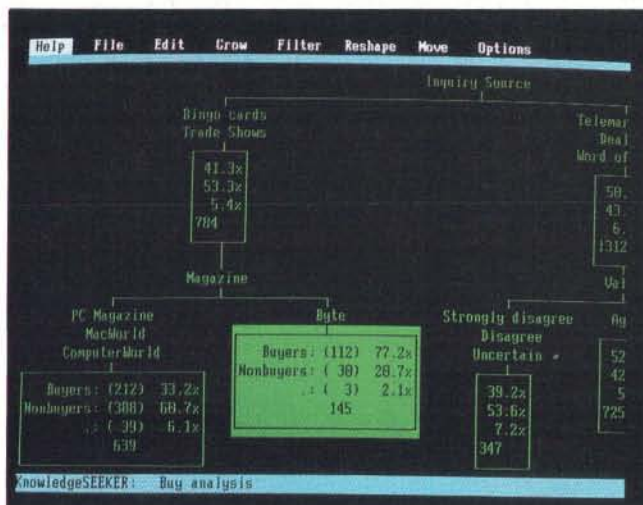 Help File Edit Grow Filter Reshape Move Options
Inquiry Source
Bingo cards
Trade Shows
41.3%
53.3%
5.4%
784
Telemar
Deal
Word of
50.
43.
6.
1312
Magazine
Val
PC Magazine
MacWorld
ComputerWorld
Buyers: (212) 33.2%
Nonbuyers: (388) 60.7%
.: ( 39) 6.1%
639
Byte
Buyers: (112) 77.2%
Nonbuyers: ( 30) 20.7%
.: ( 3) 2.1%
145
Strongly disagree
Disagree
Uncertain
39.2%
53.6%
7.2%
347
Ag
52
42
5
725
KnowledgeSEEKER: Buy analysis